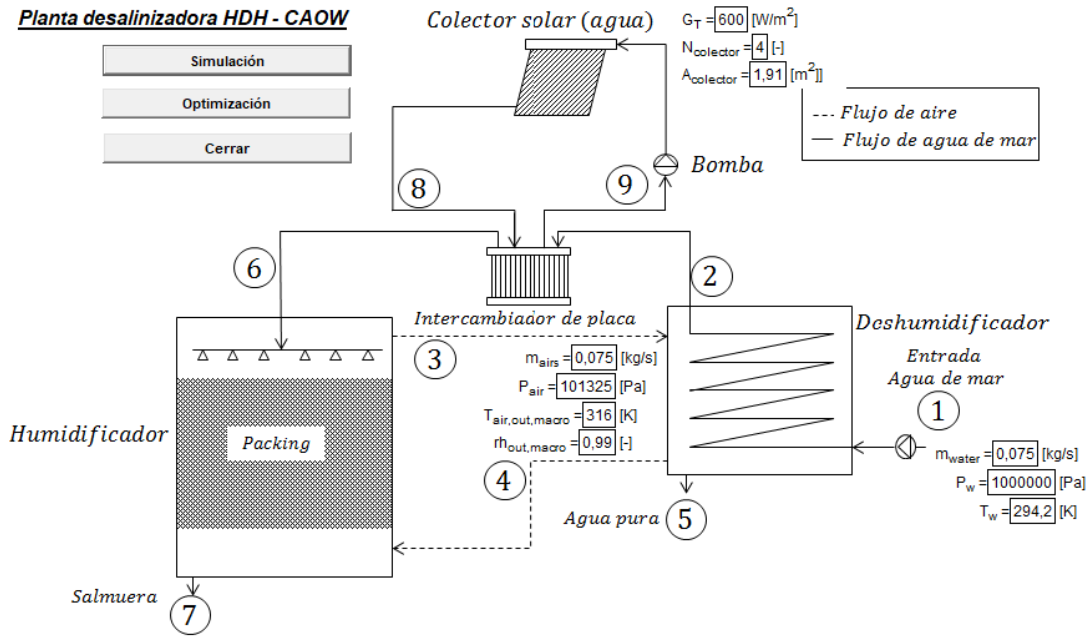 Planta desalinizadora HDH - CAOW
Simulación
Optimización
Cerrar
Colector solar (agua)
G_T = 600 [W/m²]
N_colector = 4 [-]
A_colector = 1,91 [m²]]
Flujo de aire
Flujo de agua de mar
8
9
Bomba
6
2
Intercambiador de placa
3
Deshumidificador
m_airs = 0,075 [kg/s]
P_air = 101325 [Pa]
T_air,out,macro = 316 [K]
rh_out,macro = 0,99 [-]
Entrada
Agua de mar
1
Humidificador
Packing
4
m_water = 0,075 [kg/s]
P_w = 1000000 [Pa]
T_w = 294,2 [K]
Agua pura
5
Salmuera
7